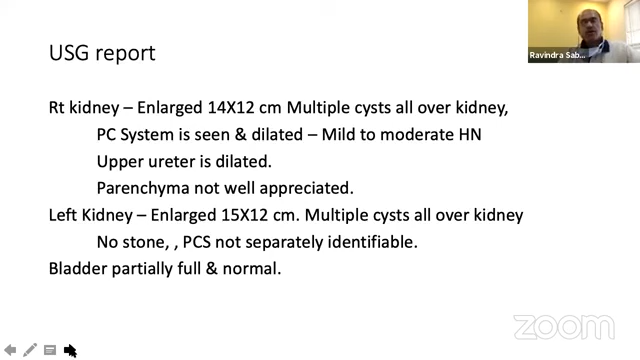 USG report
Ravindra Sab...
Rt kidney – Enlarged 14X12 cm Multiple cysts all over kidney,
PC System is seen & dilated – Mild to moderate HN
Upper ureter is dilated.
Parenchyma not well appreciated.
Left Kidney – Enlarged 15X12 cm. Multiple cysts all over kidney
No stone, , PCS not separately identifiable.
Bladder partially full & normal.
zoom